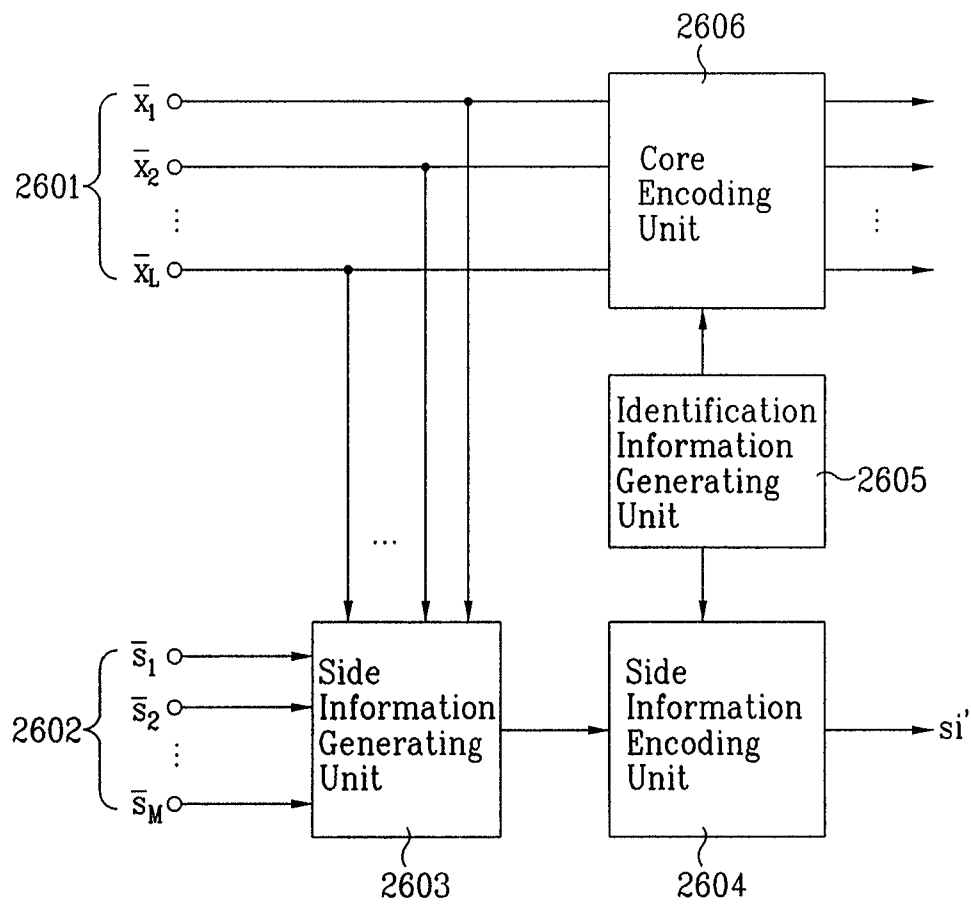 2606
x̄1
x̄2
⋮
x̄L
2601
Core
Encoding
Unit
⋮
Identification
Information
Generating
Unit
2605
...
s̄1
s̄2
⋮
s̄M
2602
Side
Information
Generating
Unit
2603
Side
Information
Encoding
Unit
2604
si'